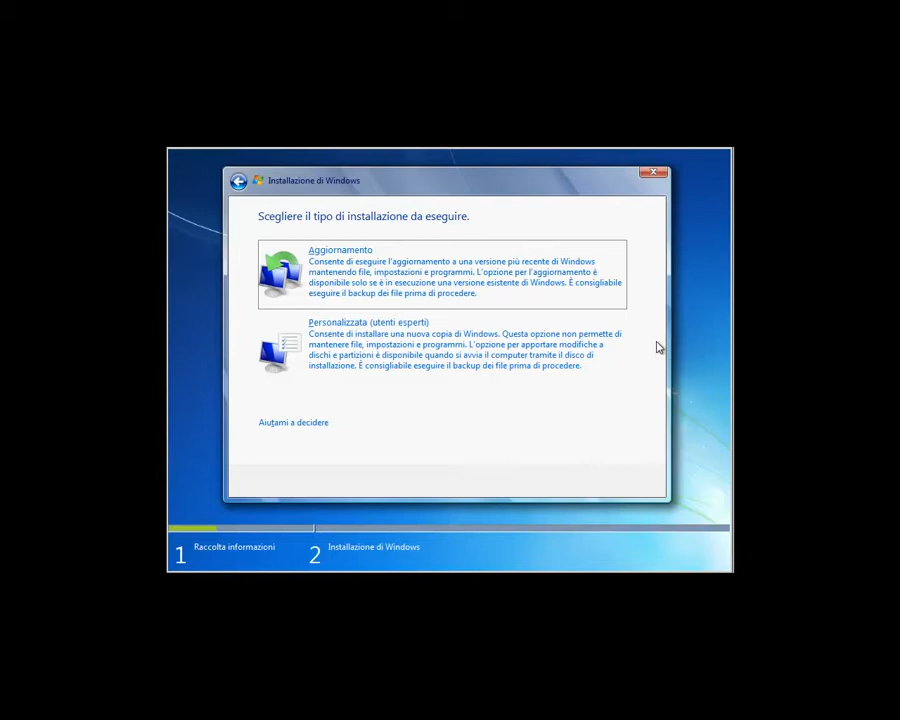 Installazione di Windows
Scegliere il tipo di installazione da eseguire.
Aggiornamento
Consente di eseguire l'aggiornamento a una versione più recente di Windows
mantenendo file, impostazioni e programmi. L'opzione per l'aggiornamento è
disponibile solo se è in esecuzione una versione esistente di Windows. È consigliabile
eseguire il backup dei file prima di procedere.
Personalizzata (utenti esperti)
Consente di installare una nuova copia di Windows. Questa opzione non permette di
mantenere file, impostazioni e programmi. L'opzione per apportare modifiche a
dischi e partizioni è disponibile quando si avvia il computer tramite il disco di
installazione. È consigliabile eseguire il backup dei file prima di procedere.
Aiutami a decidere
1 Raccolta informazioni
2 Installazione di Windows